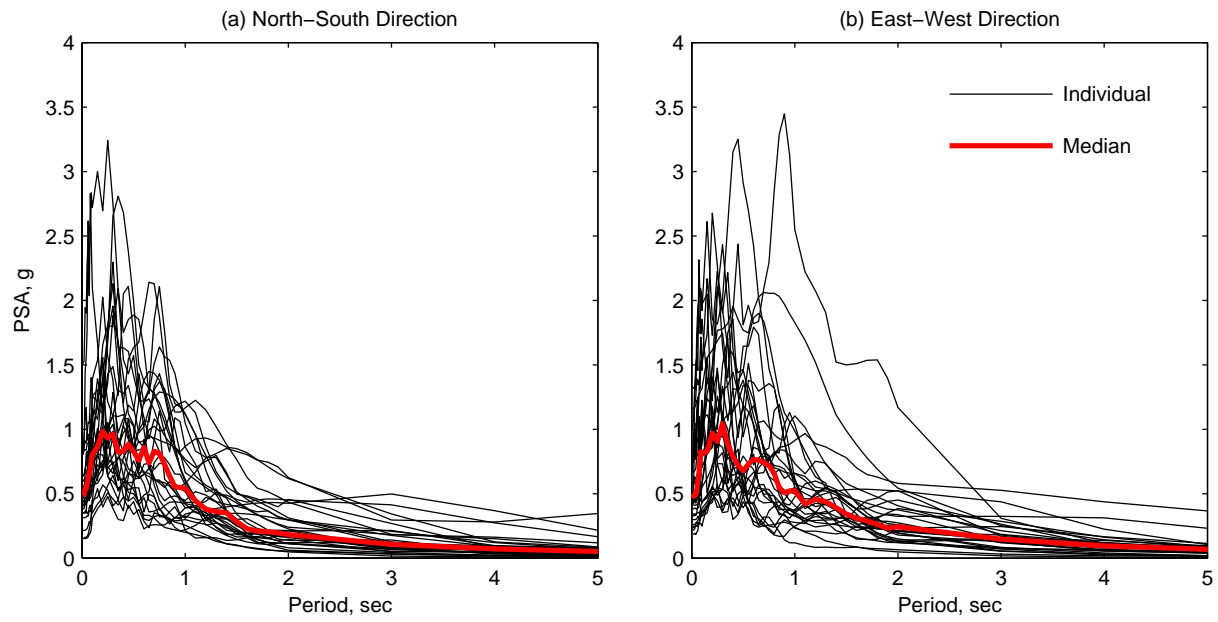 (a) North−South Direction
4
3.5
3
2.5
2
1.5
1
0.5
0
PSA, g
0 1 2 3 4 5
Period, sec
(b) East−West Direction
4
3.5
3
2.5
2
1.5
1
0.5
0
Individual
Median
0 1 2 3 4 5
Period, sec